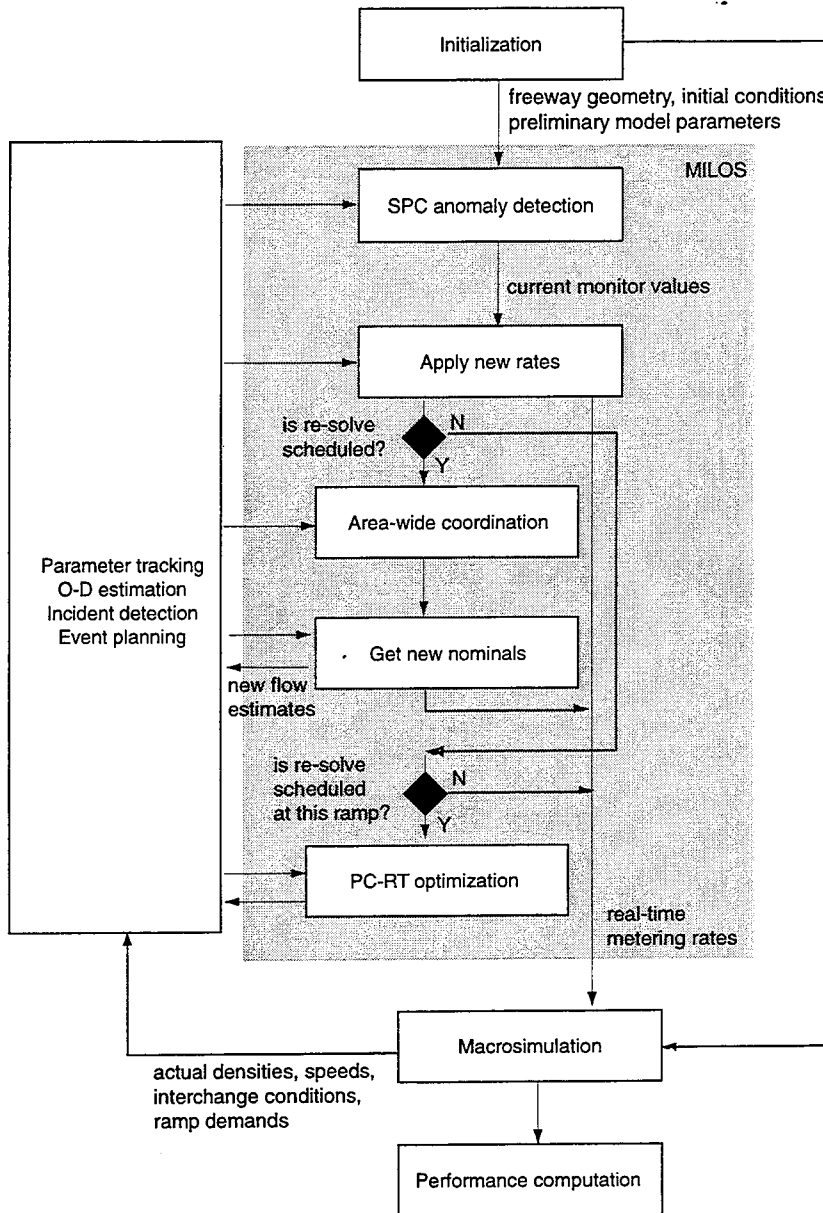 Initialization
freeway geometry, initial conditions
preliminary model parameters
MILOS
SPC anomaly detection
current monitor values
Apply new rates
is re-solve
scheduled?
N
Y
Area-wide coordination
Parameter tracking
O-D estimation
Incident detection
Event planning
Get new nominals
new flow
estimates
is re-solve
scheduled
at this ramp?
N
Y
PC-RT optimization
real-time
metering rates
Macrosimulation
actual densities, speeds,
interchange conditions,
ramp demands
Performance computation